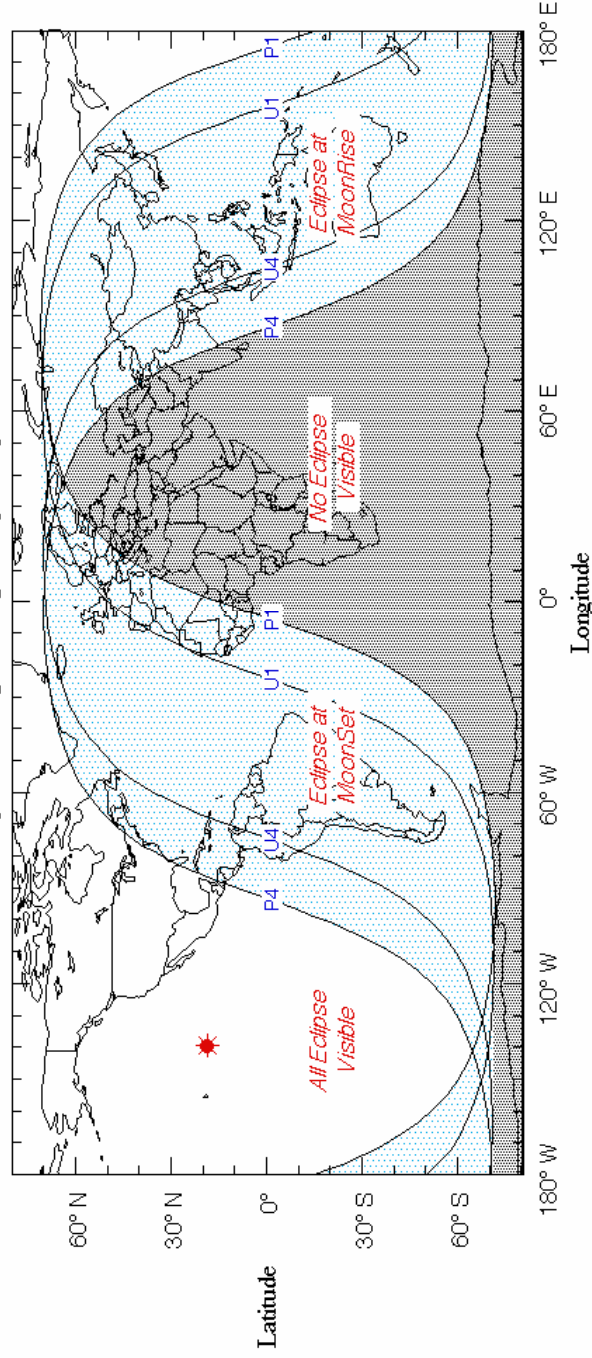 60° N
30° N
0°
30° S
60° S
Latitude
P4
U4
U1
P1
P4
U4
U1
P1
All Eclipse
Visible
Eclipse at
MoonSet
No Eclipse
Visible
Eclipse at
MoonRise
180° W
120° W
60° W
0°
60° E
120° E
180° E
Longitude